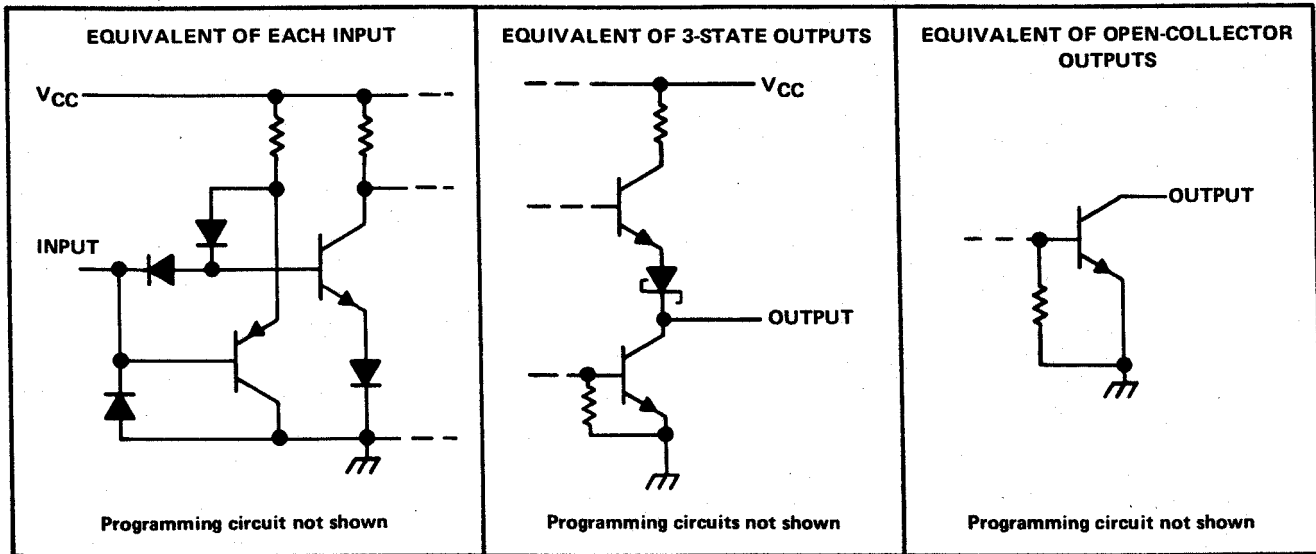 EQUIVALENT OF EACH INPUT
VCC
INPUT
Programming circuit not shown
EQUIVALENT OF 3-STATE OUTPUTS
VCC
OUTPUT
Programming circuits not shown
EQUIVALENT OF OPEN-COLLECTOR
OUTPUTS
OUTPUT
Programming circuit not shown